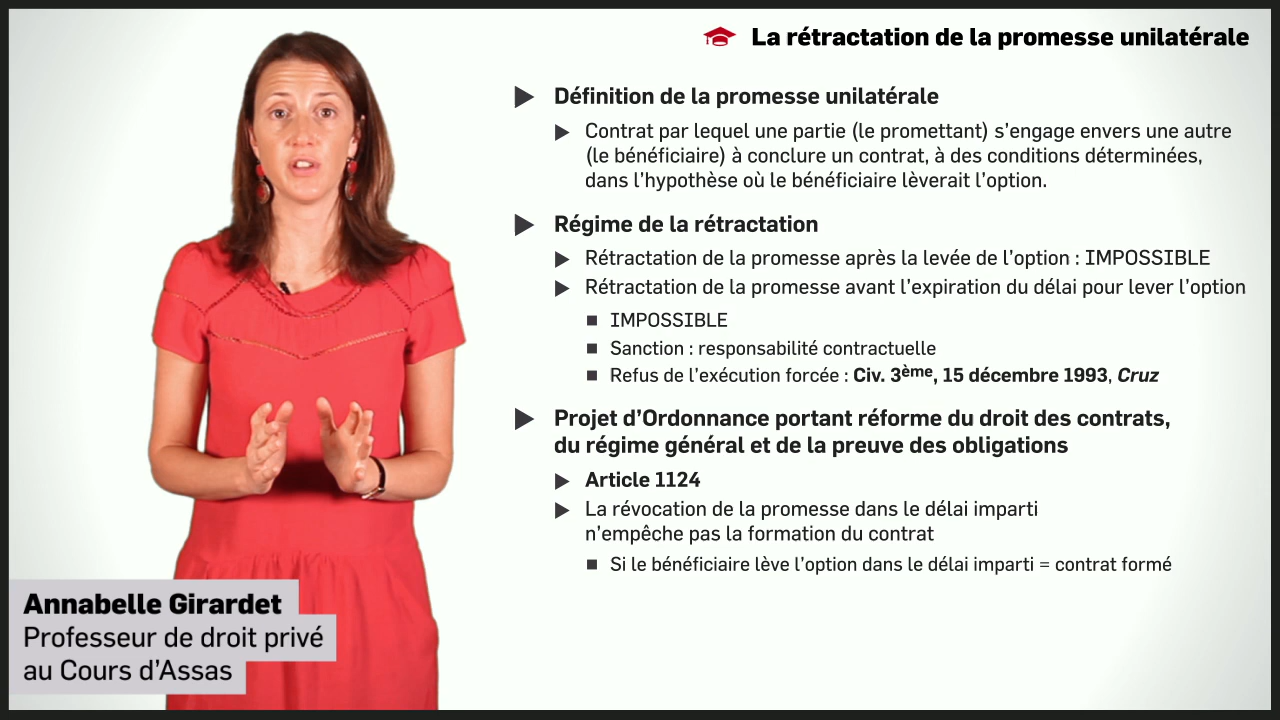 La rétractation de la promesse unilatérale
Définition de la promesse unilatérale
Contrat par lequel une partie (le promettant) s'engage envers une autre
(le bénéficiaire) à conclure un contrat, à des conditions déterminées,
dans l'hypothèse où le bénéficiaire lèverait l'option.
Régime de la rétractation
Rétractation de la promesse après la levée de l'option : IMPOSSIBLE
Rétractation de la promesse avant l'expiration du délai pour lever l'option
IMPOSSIBLE
Sanction : responsabilité contractuelle
Refus de l'exécution forcée : Civ. 3ème, 15 décembre 1993, Cruz
Projet d'Ordonnance portant réforme du droit des contrats,
du régime général et de la preuve des obligations
Article 1124
La révocation de la promesse dans le délai imparti
n'empêche pas la formation du contrat
Si le bénéficiaire lève l'option dans le délai imparti = contrat formé
Annabelle Girardet
Professeur de droit privé
au Cours d'Assas